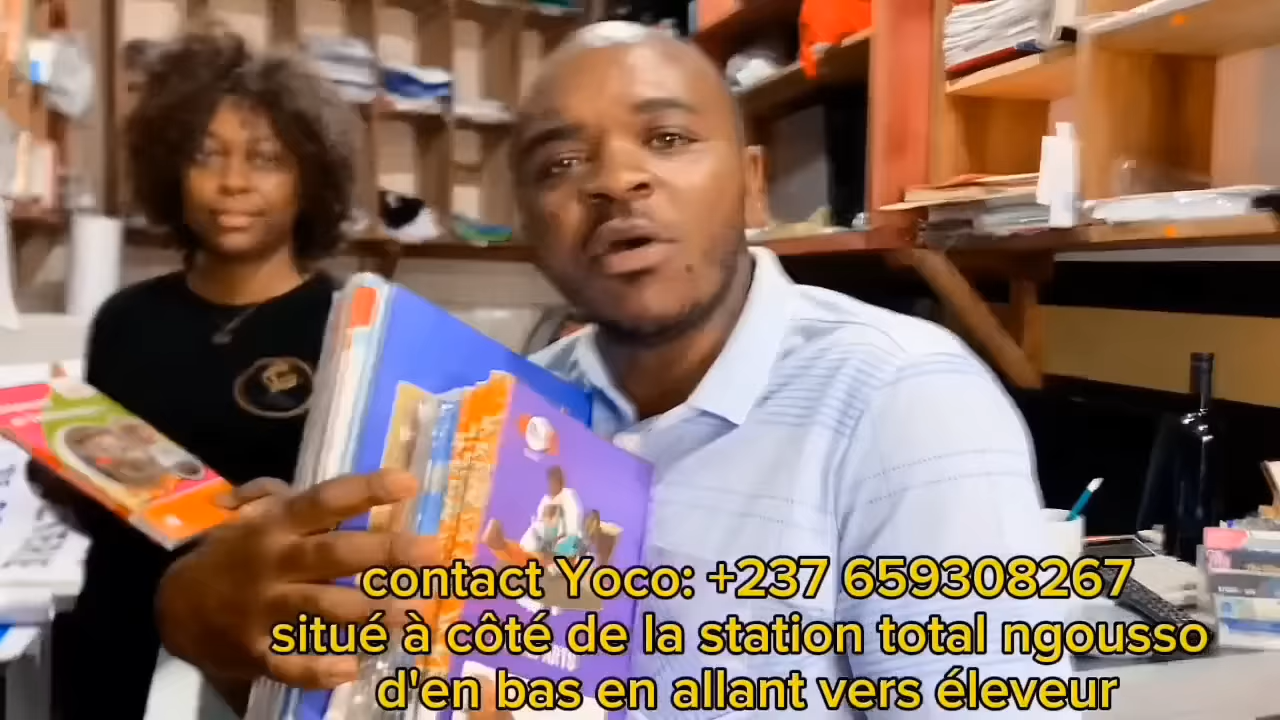 contact Yoco: +237 659308267
situé à côté de la station total ngousso
d'en bas en allant vers éleveur